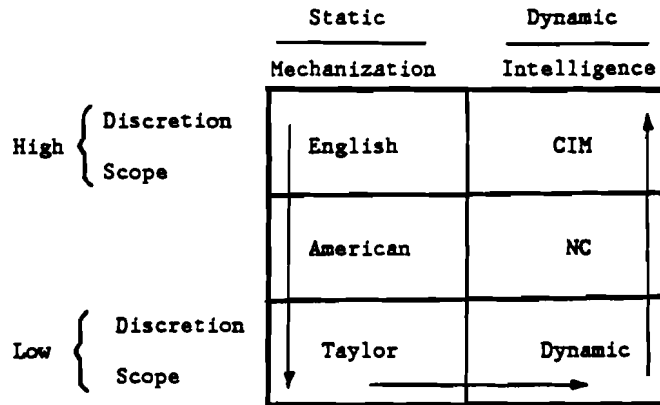 Static Dynamic
Mechanization Intelligence
High Discretion English CIM
Scope
American NC
Low Discretion Taylor Dynamic
Scope